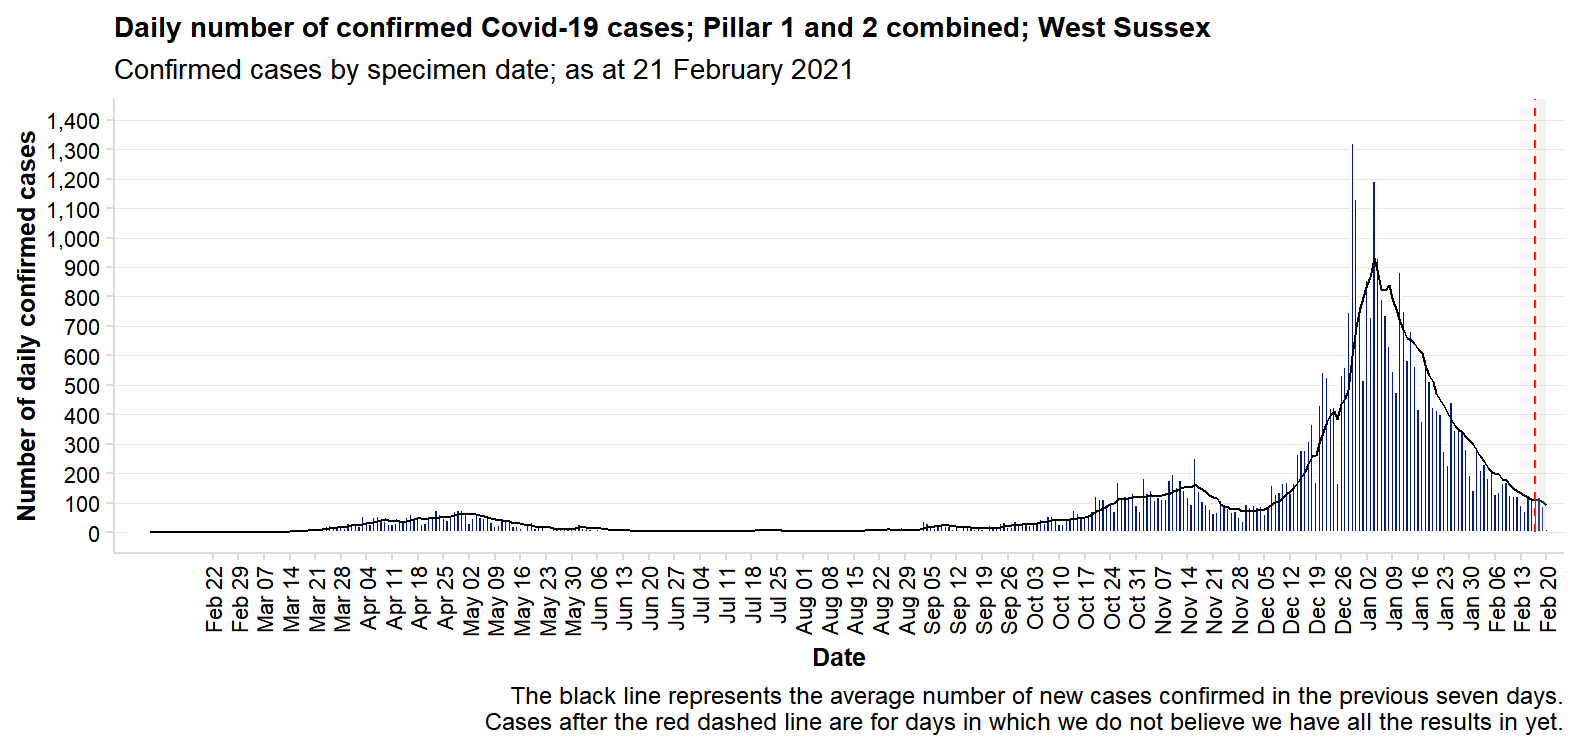 Daily number of confirmed Covid-19 cases; Pillar 1 and 2 combined; West Sussex
Confirmed cases by specimen date; as at 21 February 2021
Number of daily confirmed cases
1,400
1,300
1,200
1,100
1,000
900
800
700
600
500
400
300
200
100
0
Feb 22
Feb 29
Mar 07
Mar 14
Mar 21
Mar 28
Apr 04
Apr 11
Apr 18
Apr 25
May 02
May 09
May 16
May 23
May 30
Jun 06
Jun 13
Jun 20
Jun 27
Jul 04
Jul 11
Jul 18
Jul 25
Aug 01
Aug 08
Aug 15
Aug 22
Aug 29
Sep 05
Sep 12
Sep 19
Sep 26
Oct 03
Oct 10
Oct 17
Oct 24
Oct 31
Nov 07
Nov 14
Nov 21
Nov 28
Dec 05
Dec 12
Dec 19
Dec 26
Jan 02
Jan 09
Jan 16
Jan 23
Jan 30
Feb 06
Feb 13
Feb 20
Date
The black line represents the average number of new cases confirmed in the previous seven days.
Cases after the red dashed line are for days in which we do not believe we have all the results in yet.